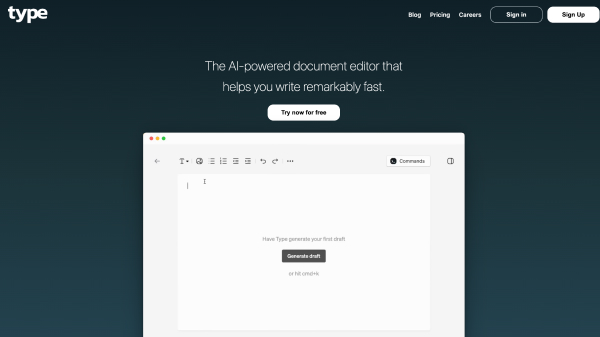 type
Blog Pricing Careers Sign in Sign Up
The AI-powered document editor that
helps you write remarkably fast.
Try now for free
T
Commands
Have Type generate your first draft
Generate draft
or hit cmd+k